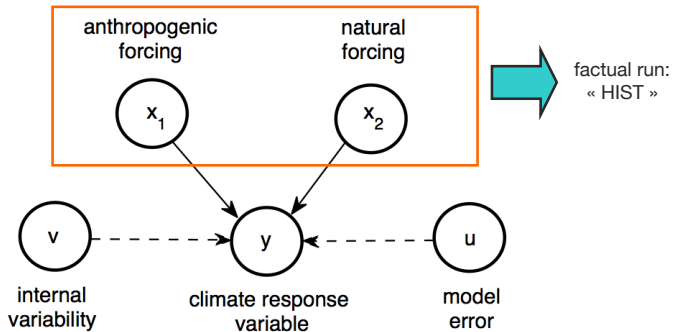 anthropogenic
forcing
natural
forcing
x1
x2
factual run:
« HIST »
v
y
u
internal
variability
climate response
variable
model
error